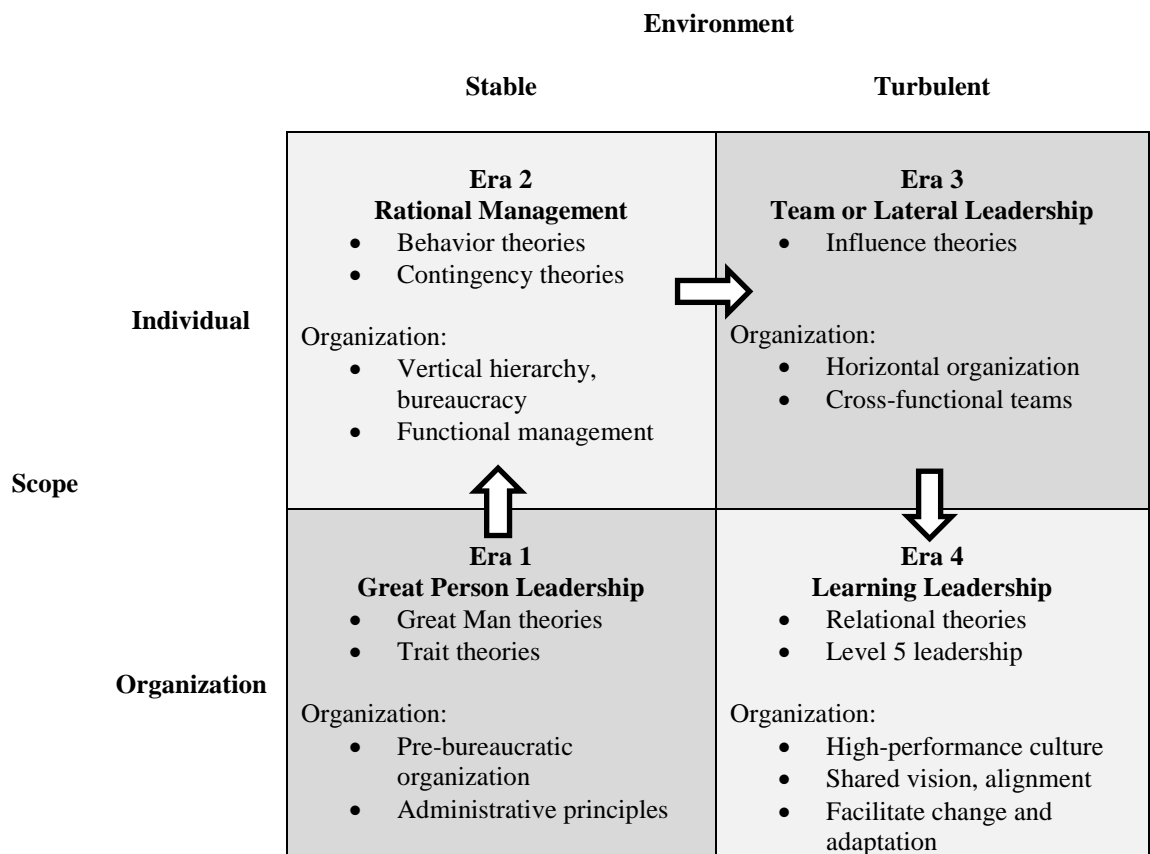 Environment
Stable Turbulent
Individual
Era 2
Rational Management
• Behavior theories
• Contingency theories
Organization:
• Vertical hierarchy,
bureaucracy
• Functional management
Era 3
Team or Lateral Leadership
• Influence theories
Organization:
• Horizontal organization
• Cross-functional teams
Scope
Organization
Era 1
Great Person Leadership
• Great Man theories
• Trait theories
Organization:
• Pre-bureaucratic
organization
• Administrative principles
Era 4
Learning Leadership
• Relational theories
• Level 5 leadership
Organization:
• High-performance culture
• Shared vision, alignment
• Facilitate change and
adaptation